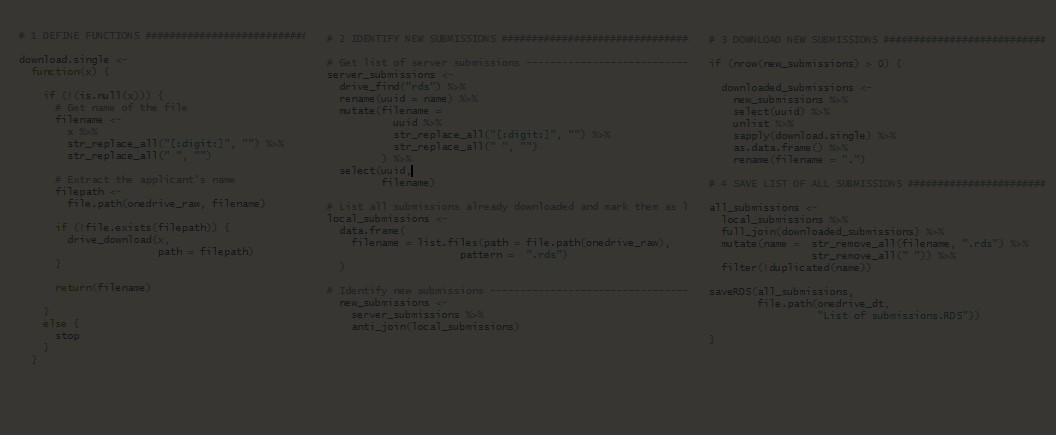 # 1 DEFINE FUNCTIONS ###########################
download.single <-
function(x) {
if (!(is.null(x))) {
# Get name of the file
filename <-
x %>%
str_replace_all("[:digit:]", "") %>%
str_replace_all(" ", "")
# Extract the applicant's name
filepath <-
file.path(onedrive_raw, filename)
if (!file.exists(filepath)) {
drive_download(x,
path = filepath)
}
return(filename)
}
else {
stop
}
}
# 2 IDENTIFY NEW SUBMISSIONS ###############################
# Get list of server submissions ---------------------------
server_submissions <-
drive_find("rds") %>%
rename(uuid = name) %>%
mutate(filename =
uuid %>%
str_replace_all("[:digit:]", "") %>%
str_replace_all(" ", "")
) %>%
select(uuid,
filename)
# List all submissions already downloaded and mark them as l
local_submissions <-
data.frame(
filename = list.files(path = file.path(onedrive_raw),
pattern = ".rds")
)
# Identify new submissions ---------------------------------
new_submissions <-
server_submissions %>%
anti_join(local_submissions)
# 3 DOWNLOAD NEW SUBMISSIONS ###########################
if (nrow(new_submissions) > 0) {
downloaded_submissions <-
new_submissions %>%
select(uuid) %>%
unlist %>%
sapply(download.single) %>%
as.data.frame() %>%
rename(filename = ".")
# 4 SAVE LIST OF ALL SUBMISSIONS #######################
all_submissions <-
local_submissions %>%
full_join(downloaded_submissions) %>%
mutate(name = str_remove_all(filename, ".rds") %>%
str_remove_all(" ")) %>%
filter(!duplicated(name))
saveRDS(all_submissions,
file.path(onedrive_dt,
"List of submissions.RDS"))
}